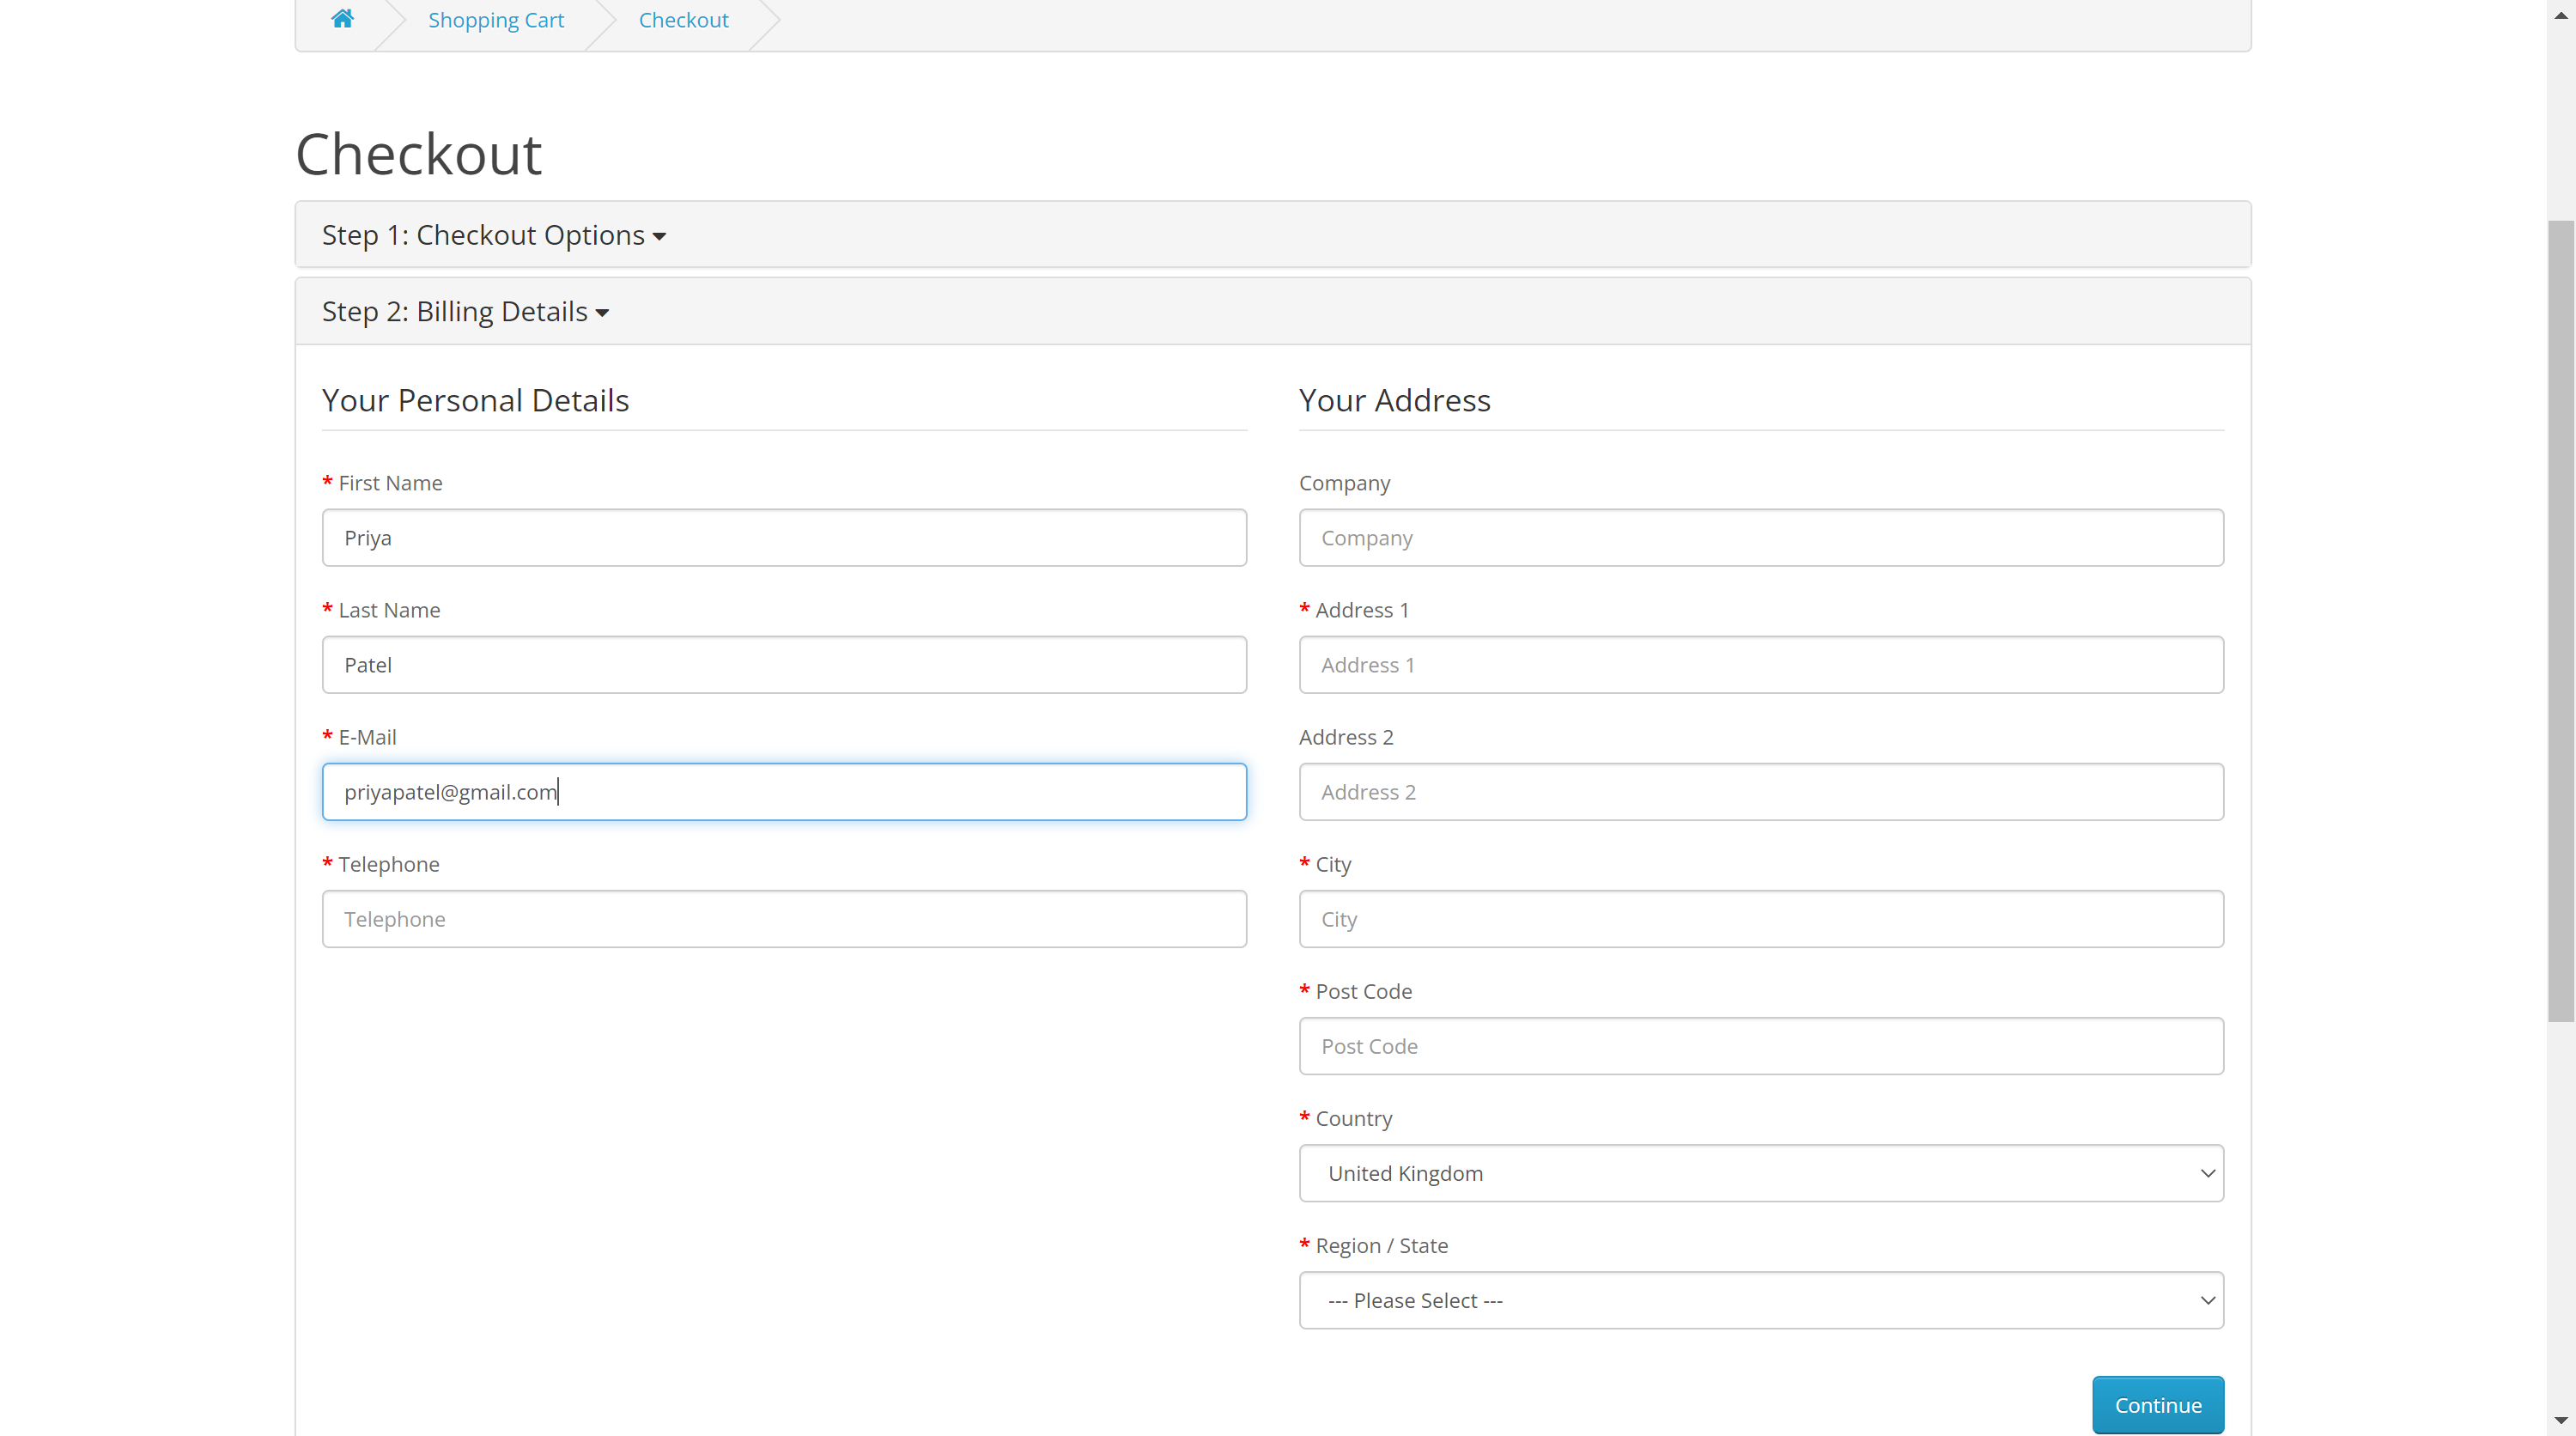 Shopping Cart
Checkout
Checkout
Step 1: Checkout Options
Step 2: Billing Details
Your Personal Details
* First Name
Priya
* Last Name
Patel
* E-Mail
priyapatel@gmail.com
* Telephone
Telephone
Your Address
Company
Company
* Address 1
Address 1
Address 2
Address 2
* City
City
* Post Code
Post Code
* Country
United Kingdom
* Region / State
--- Please Select ---
Continue